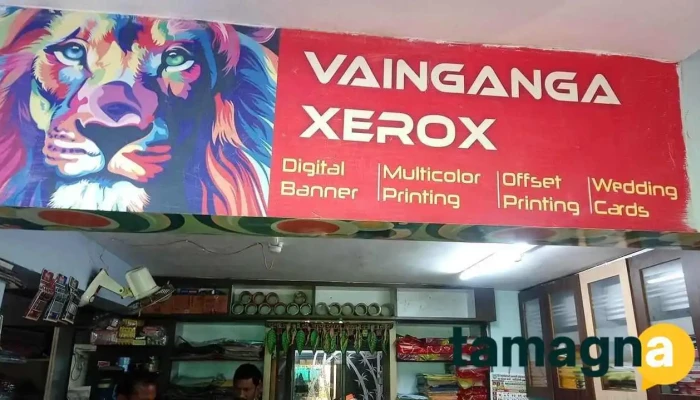 VAINGANGA
XEROX
Digital Banner
Multicolor Printing
Offset Printing
Wedding Cards
tamagna